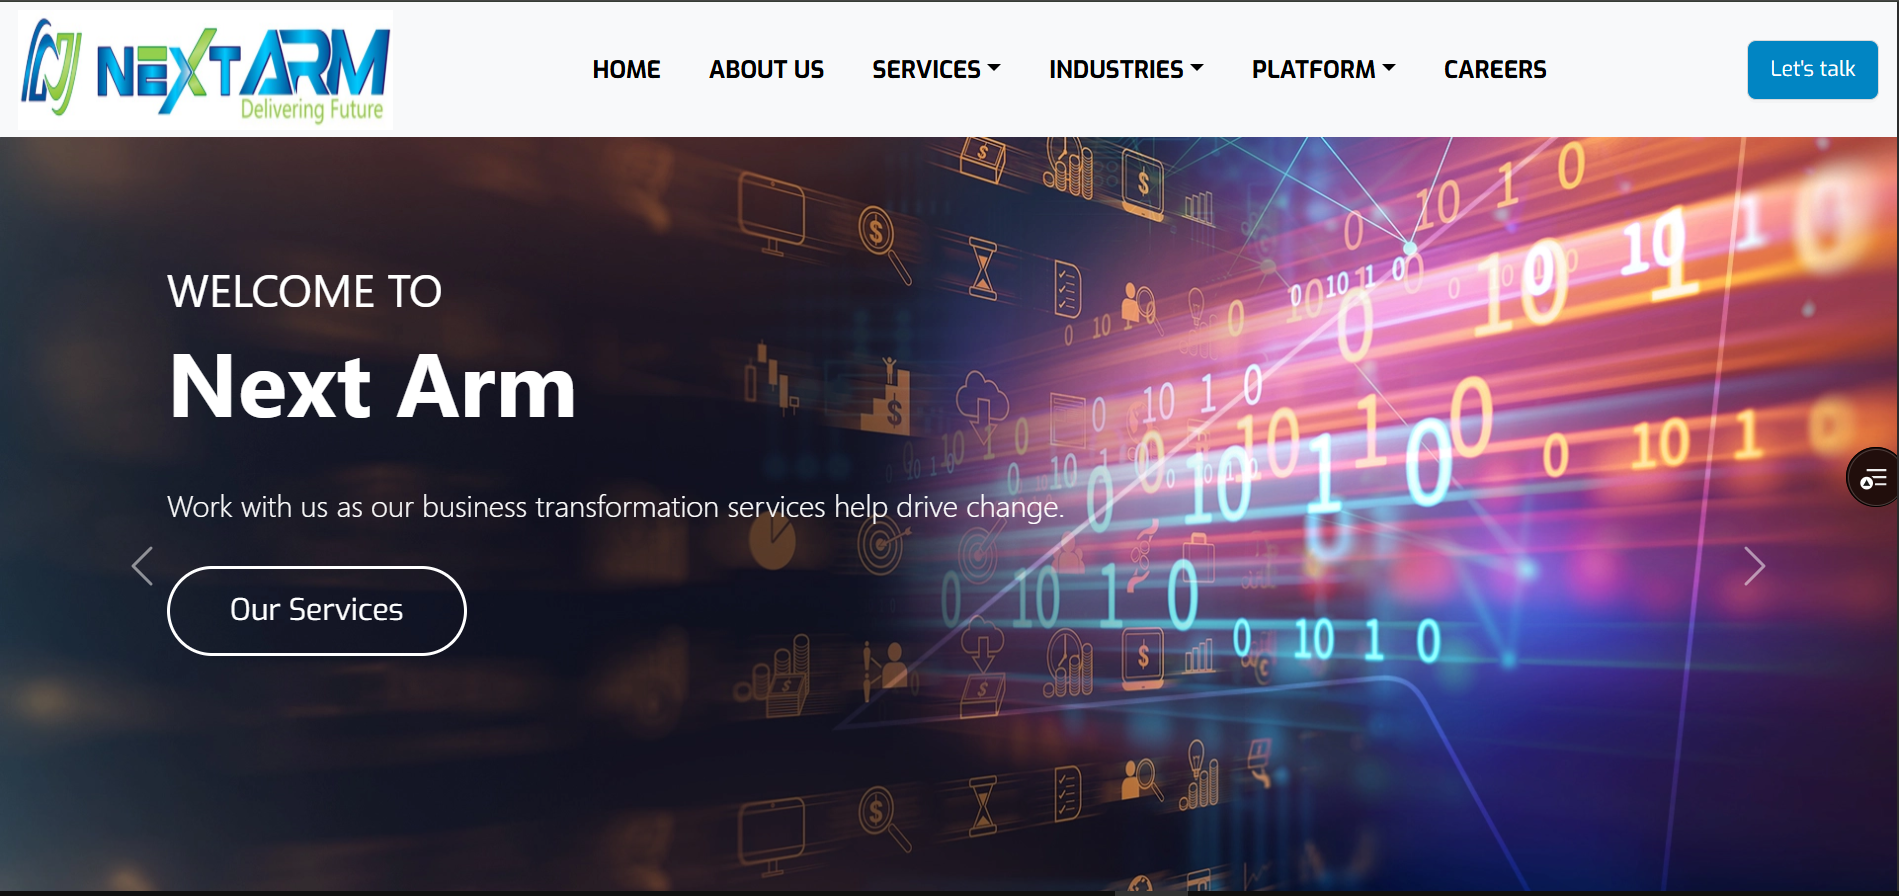 NEXTARM
Delivering Future
HOME ABOUT US SERVICES INDUSTRIES PLATFORM CAREERS
Let's talk
WELCOME TO
Next Arm
Work with us as our business transformation services help drive change.
Our Services